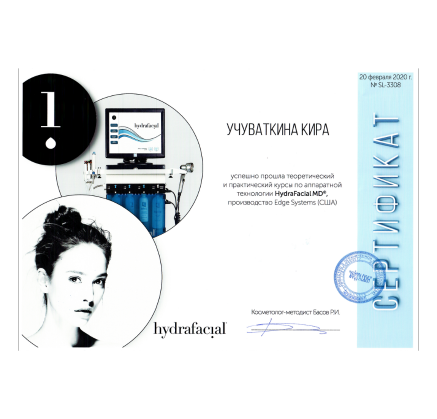 20 февраля 2020 г.
№ SL-3308
1
hydrafacial
УЧУВАТКИНА КИРА
успешно прошла теоретический
и практический курсы по аппаратной
технологии HydraFacial MD®,
производство Edge Systems (США)
СЕРТИФИКАТ
Косметолог-методист Басов Р.И.
hydrafacial